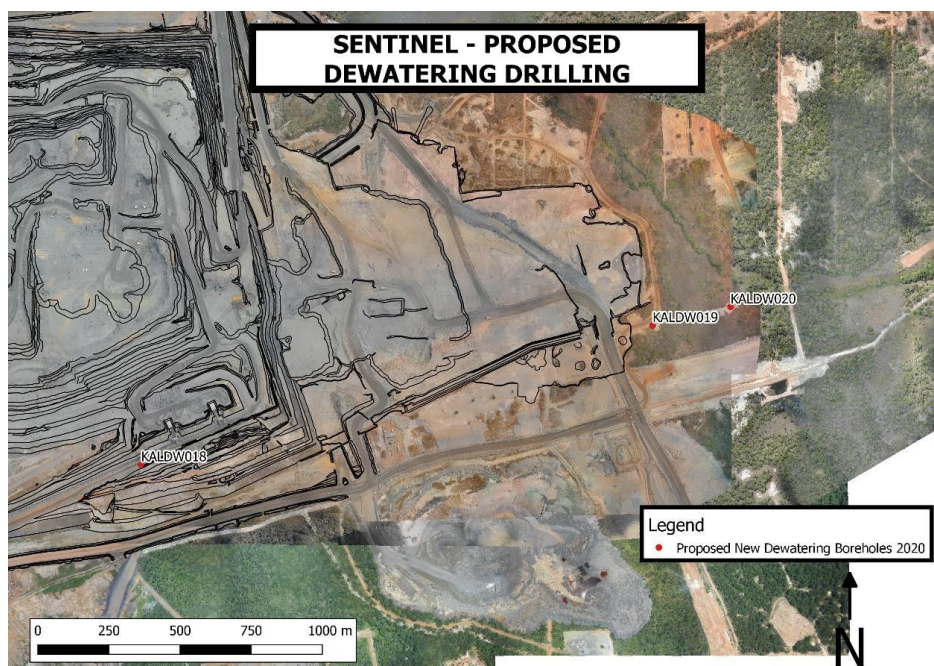 SENTINEL - PROPOSED
DEWATERING DRILLING
KALDW020
KALDW019
KALDW018
Legend
Proposed New Dewatering Boreholes 2020
0 250 500 750 1000 m
N